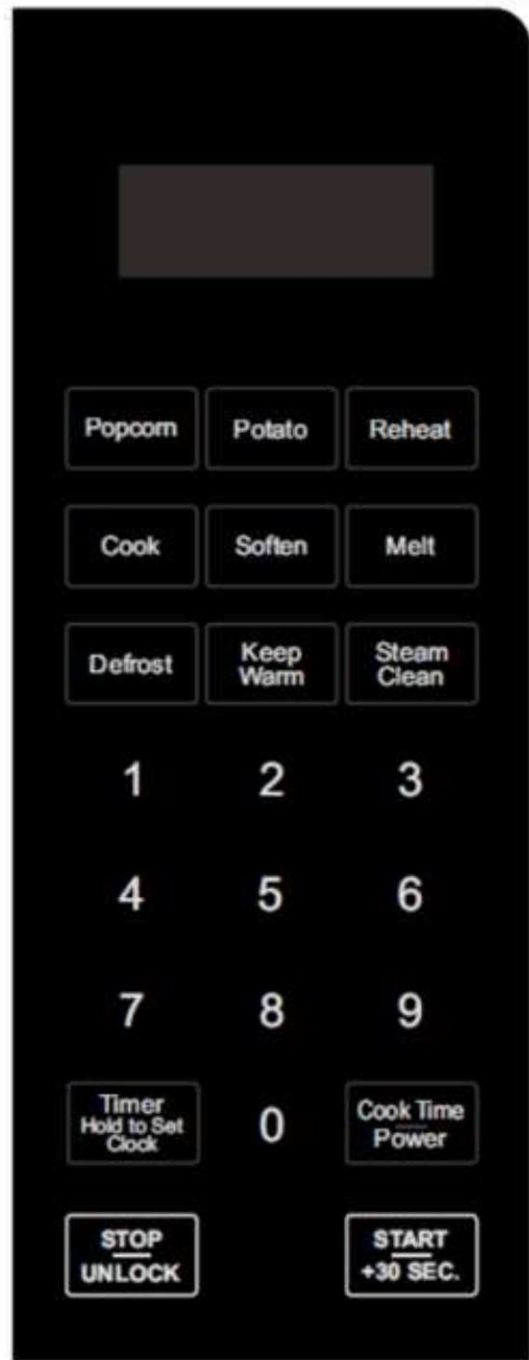 Popcorn Potato Reheat
Cook Soften Melt
Defrost Keep Warm Steam Clean
1 2 3
4 5 6
7 8 9
Timer
Hold to Set
Clock
0
Cook Time
Power
STOP
UNLOCK
START
+30 SEC.